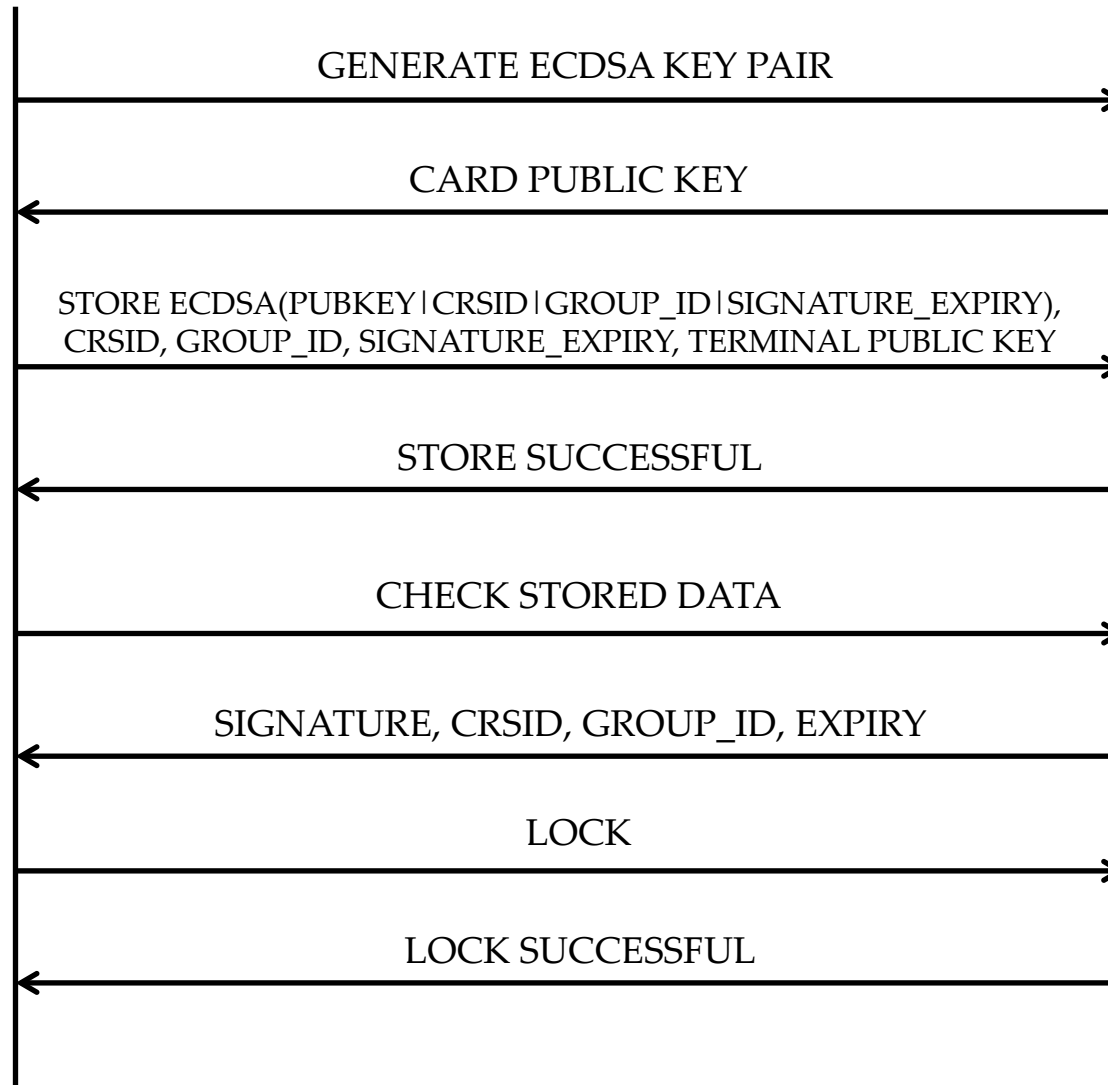 GENERATE ECDSA KEY PAIR
CARD PUBLIC KEY
STORE ECDSA(PUBKEY|CRSID|GROUP_ID|SIGNATURE_EXPIRY),
CRSID, GROUP_ID, SIGNATURE_EXPIRY, TERMINAL PUBLIC KEY
STORE SUCCESSFUL
CHECK STORED DATA
SIGNATURE, CRSID, GROUP_ID, EXPIRY
LOCK
LOCK SUCCESSFUL